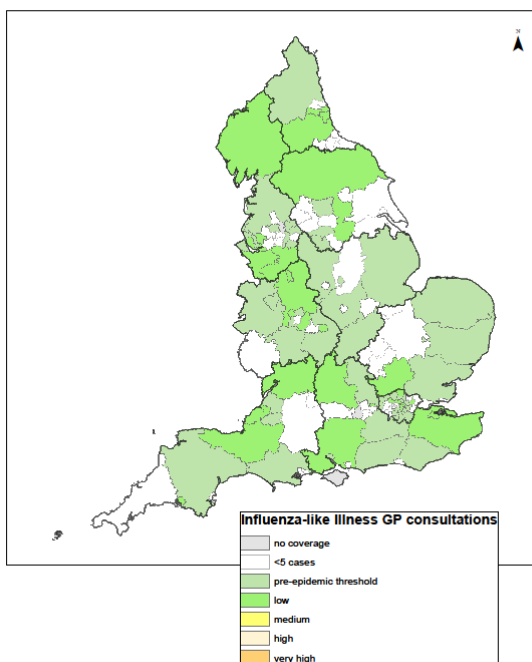 N
Influenza-like Illness GP consultations
no coverage
<5 cases
pre-epidemic threshold
low
medium
high
very high